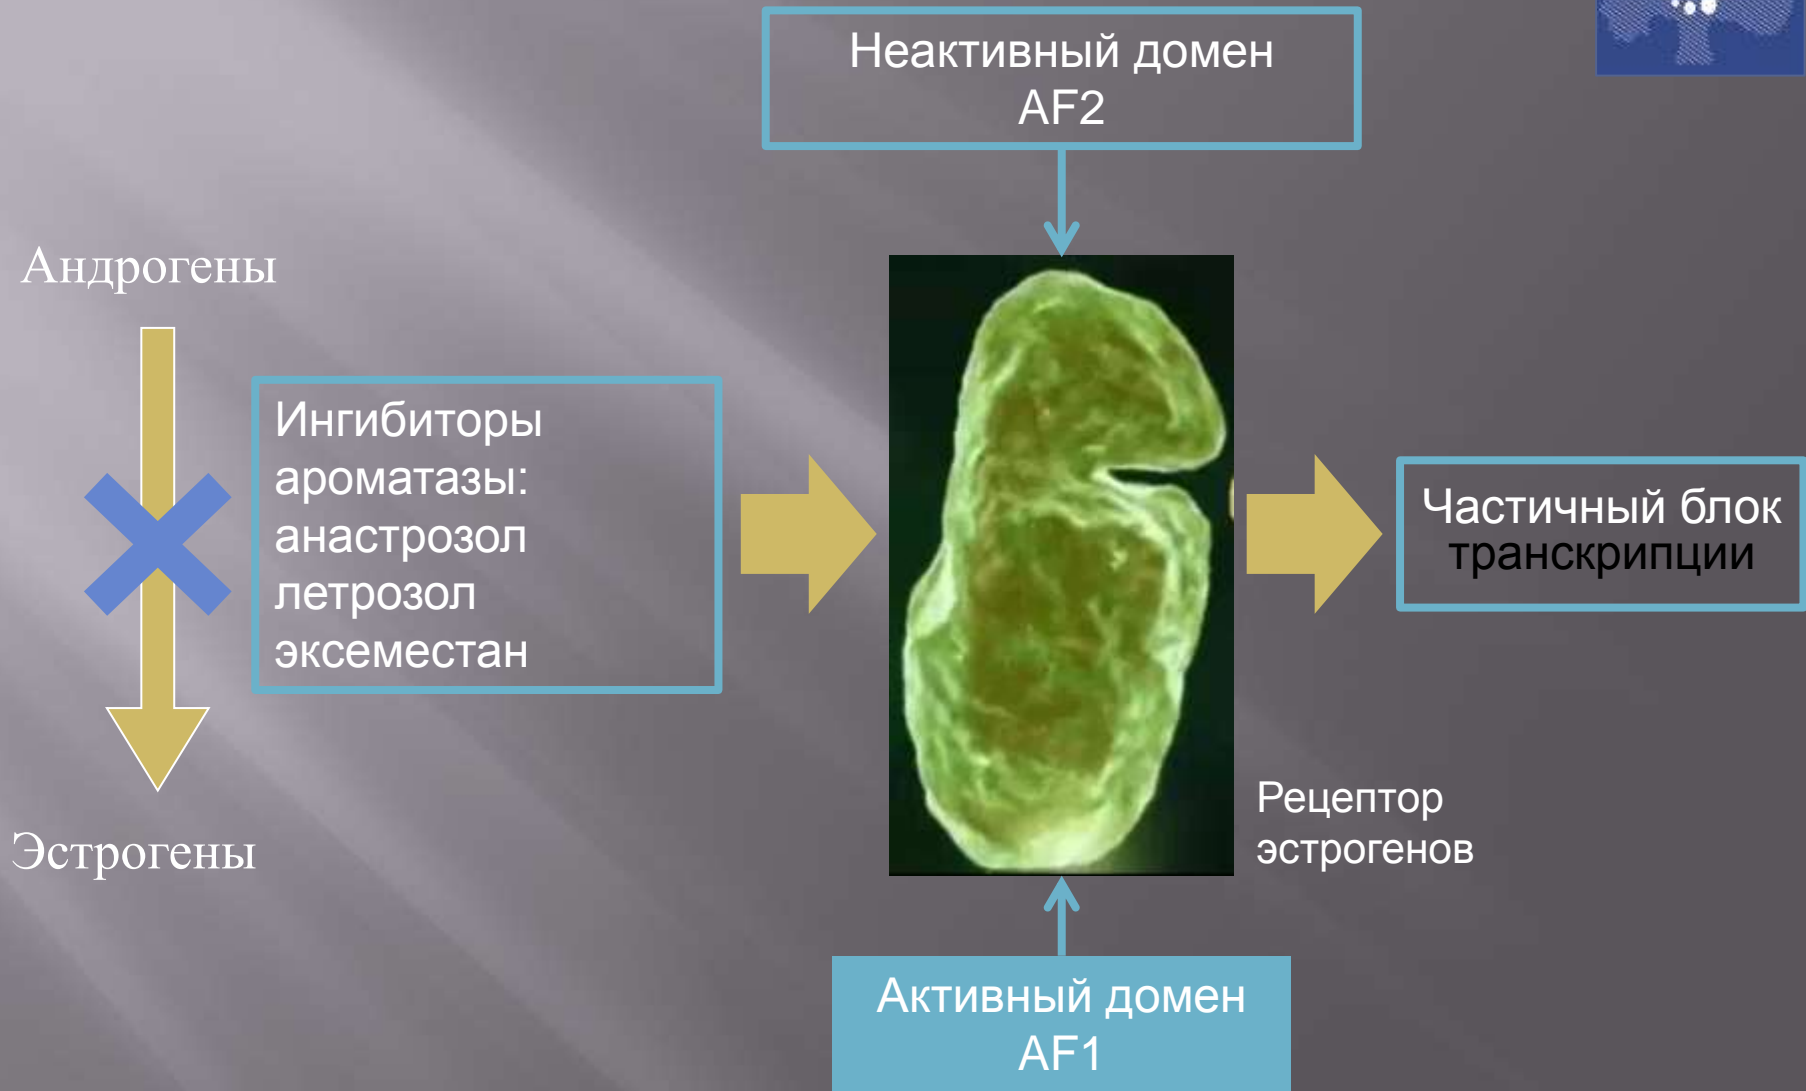 Неактивный домен
AF2
Андрогены
Ингибиторы
ароматазы:
анастрозол
летрозол
эксеместан
Частичный блок
транскрипции
Рецептор
эстрогенов
Эстрогены
Активный домен
AF1